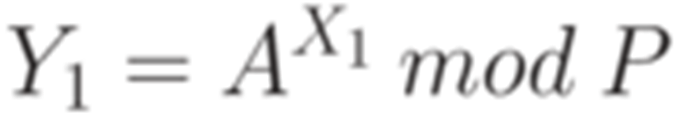 Y₁ = A^{X₁} mod P